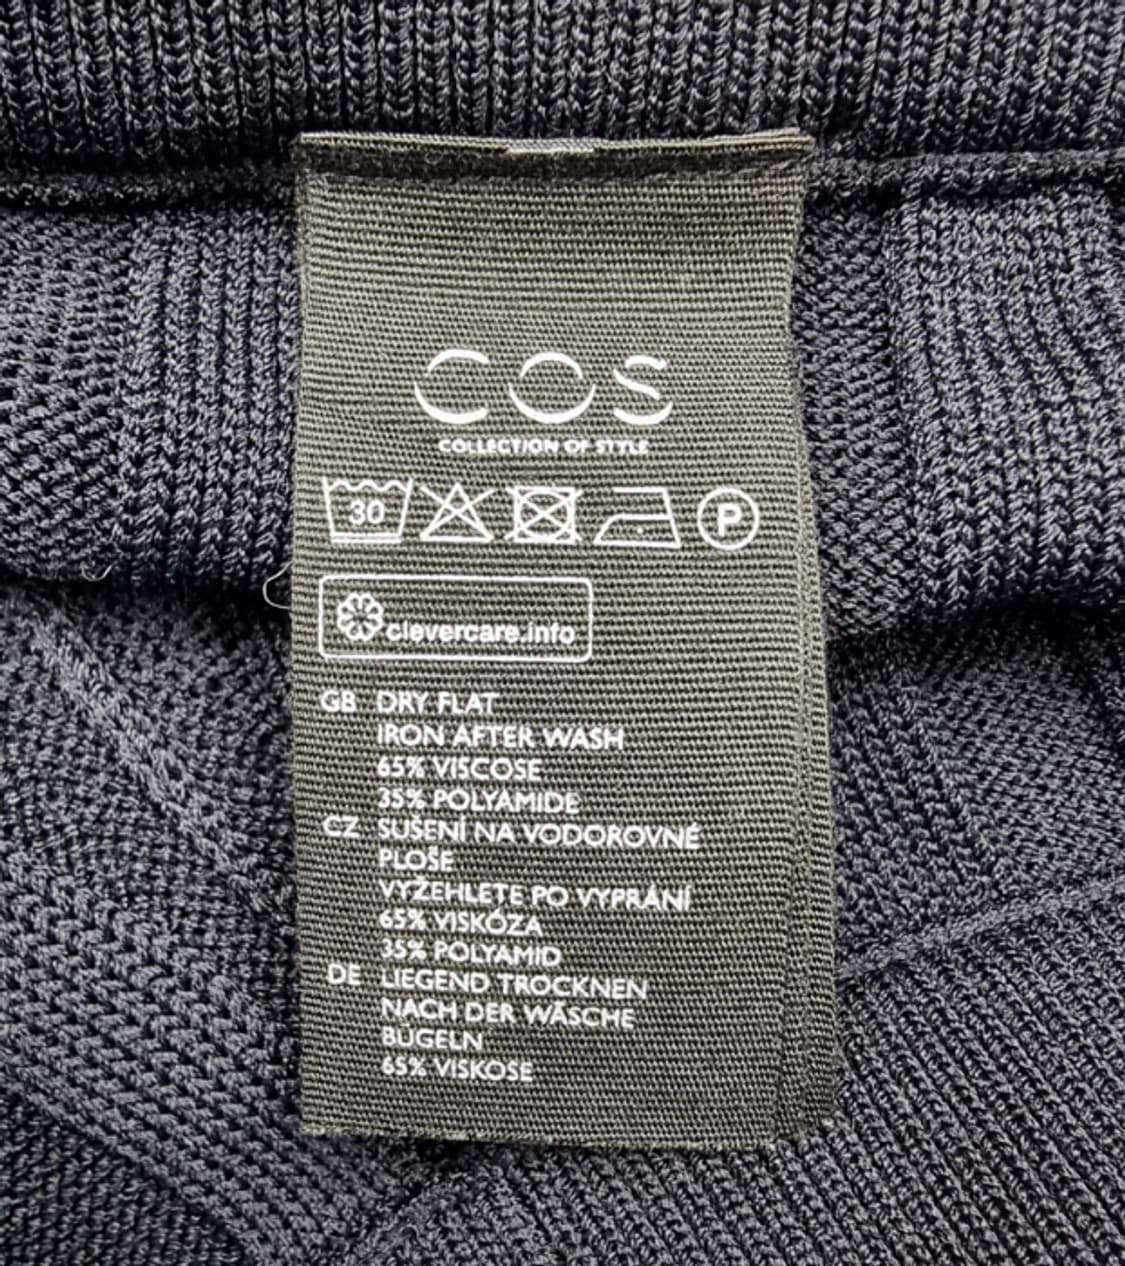 COS
COLLECTION OF STYLE
30 P
clevercare.info
GB DRY FLAT
IRON AFTER WASH
65% VISCOSE
35% POLYAMIDE
CZ SUŠENÍ NA VODOROVNÉ
PLOŠE
VYŽEHLETE PO VYPRÁNÍ
65% VISKÓZA
35% POLYAMID
DE LIEGEND TROCKNEN
NACH DER WÄSCHE
BÜGELN
65% VISKOSE